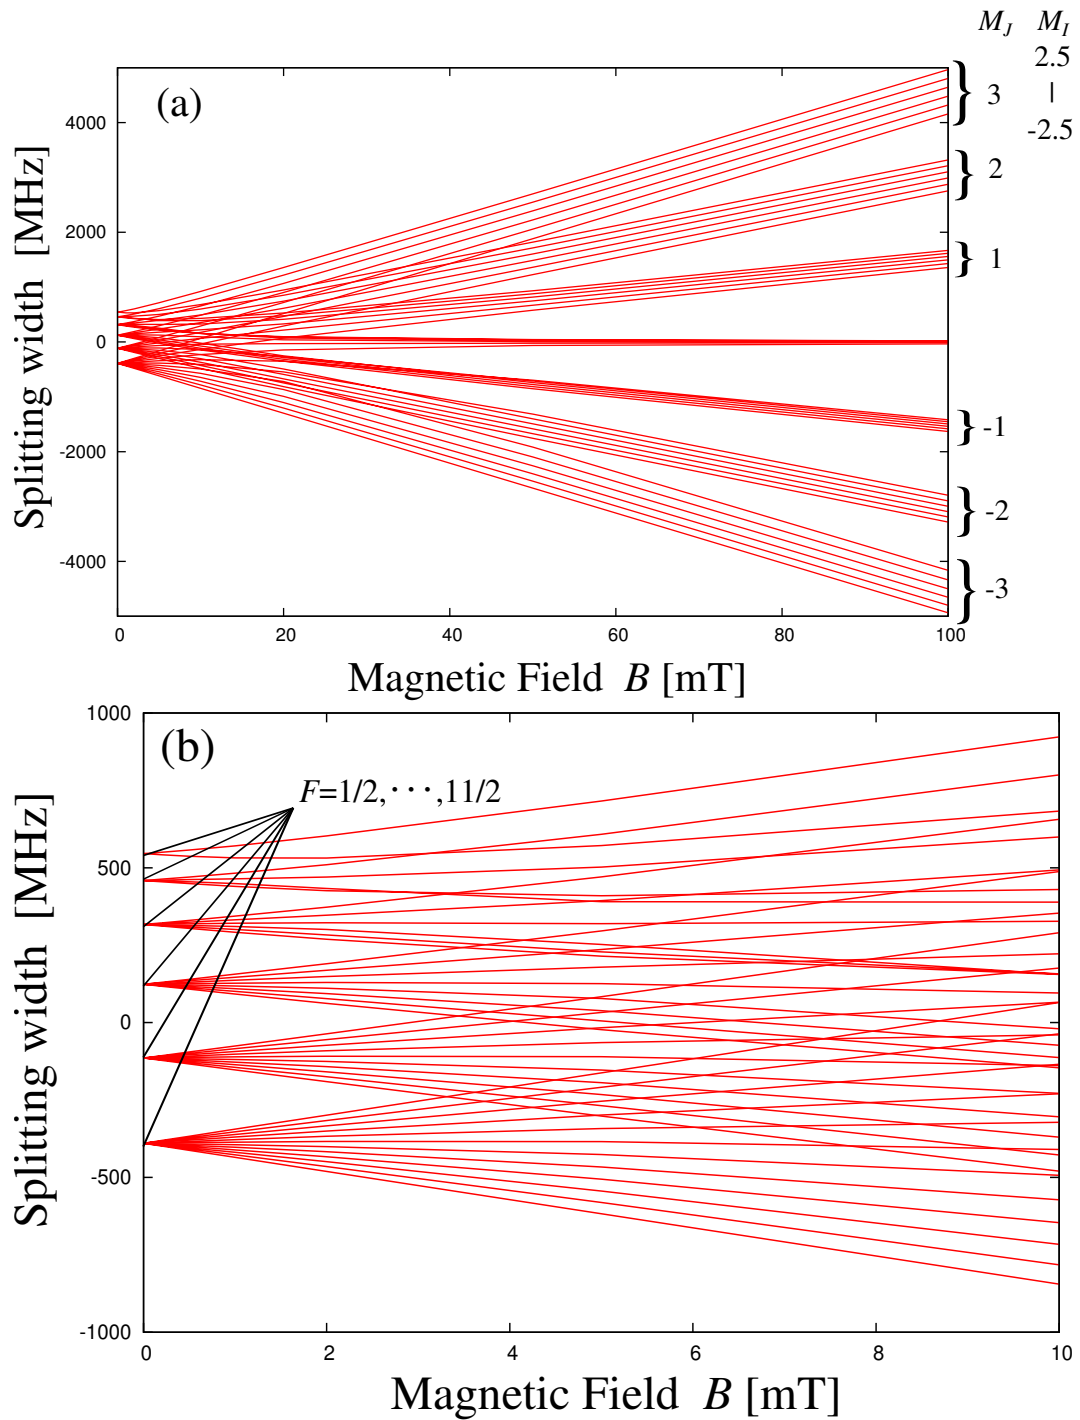 M_J M_I
2.5
(a)
3 |
-2.5
4000
2
2000
1
0
-1
-2000
-2
-4000
-3
Splitting width [MHz]
0 20 40 60 80 100
Magnetic Field B [mT]
1000
(b)
F=1/2,···,11/2
500
0
-500
-1000
Splitting width [MHz]
0 2 4 6 8 10
Magnetic Field B [mT]